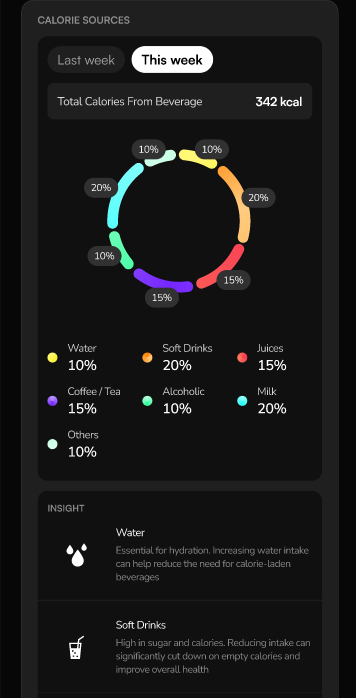 CALORIE SOURCES
Last week This week
Total Calories From Beverage 342 kcal
10% 10%
20% 20%
10% 15%
15%
Water Soft Drinks Juices
10% 20% 15%
Coffee / Tea Alcoholic Milk
15% 10% 20%
Others
10%
INSIGHT
Water
Essential for hydration. Increasing water intake
can help reduce the need for calorie-laden
beverages
Soft Drinks
High in sugar and calories. Reducing intake can
significantly cut down on empty calories and
improve overall health